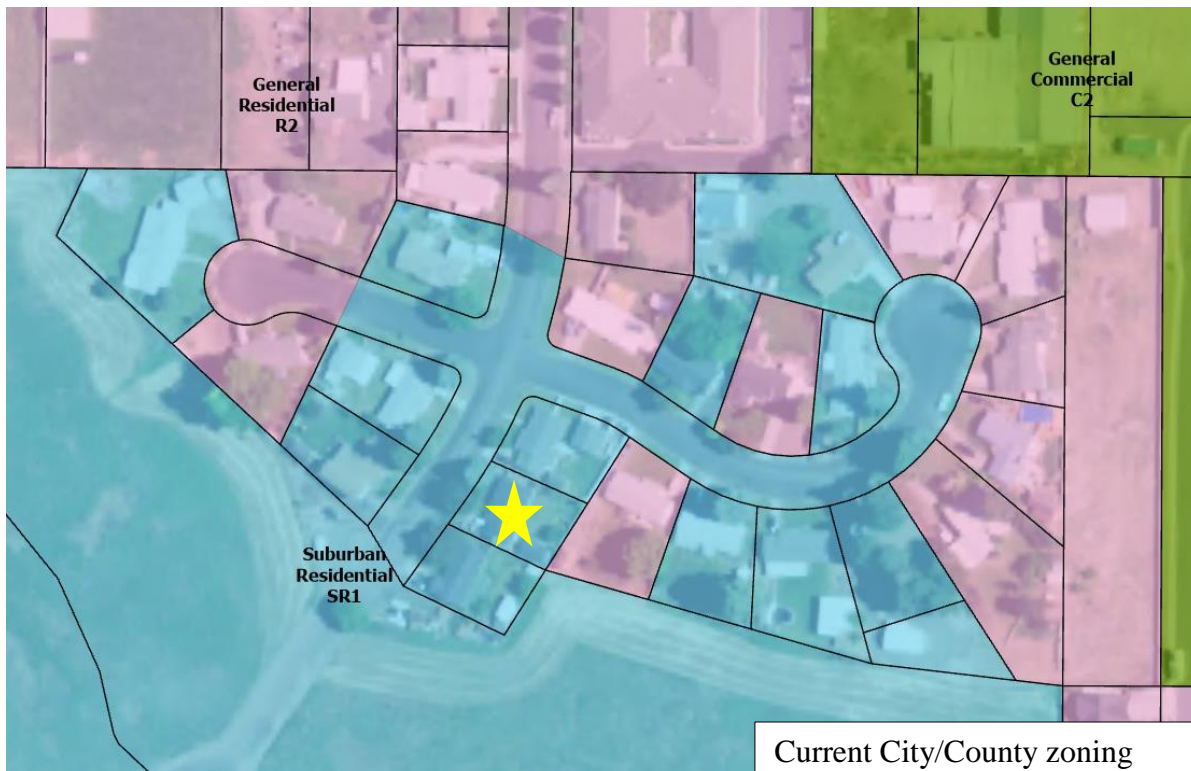 General
Residential
R2
General
Commercial
C2
Suburban
Residential
SR1
Current City/County zoning